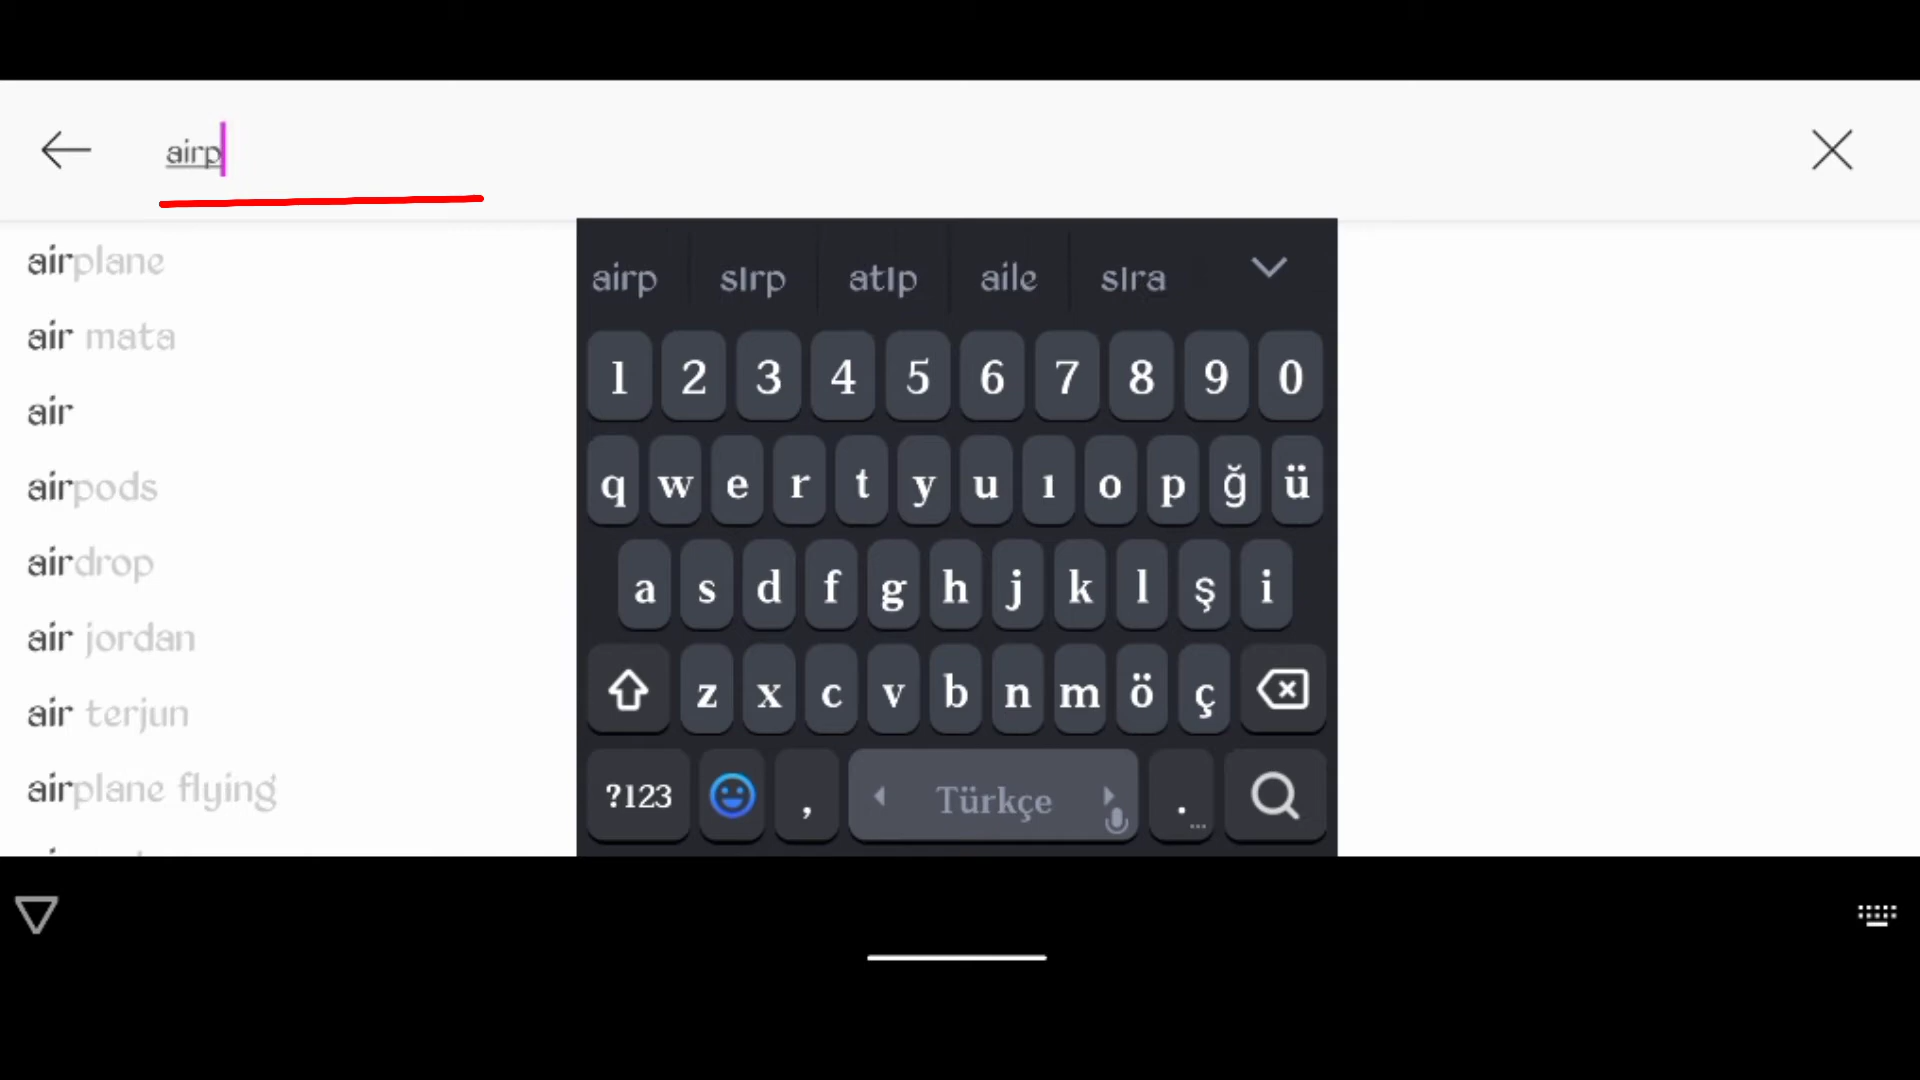 airp
airplane
air mata
air
airpods
airdrop
air jordan
air terjun
airplane flying
airp sırp atıp aile sıra
1 2 3 4 5 6 7 8 9 0
q w e r t y u ı o p ğ ü
a s d f g h j k l ş i
z x c v b n m ö ç
?123 , Türkçe . ...